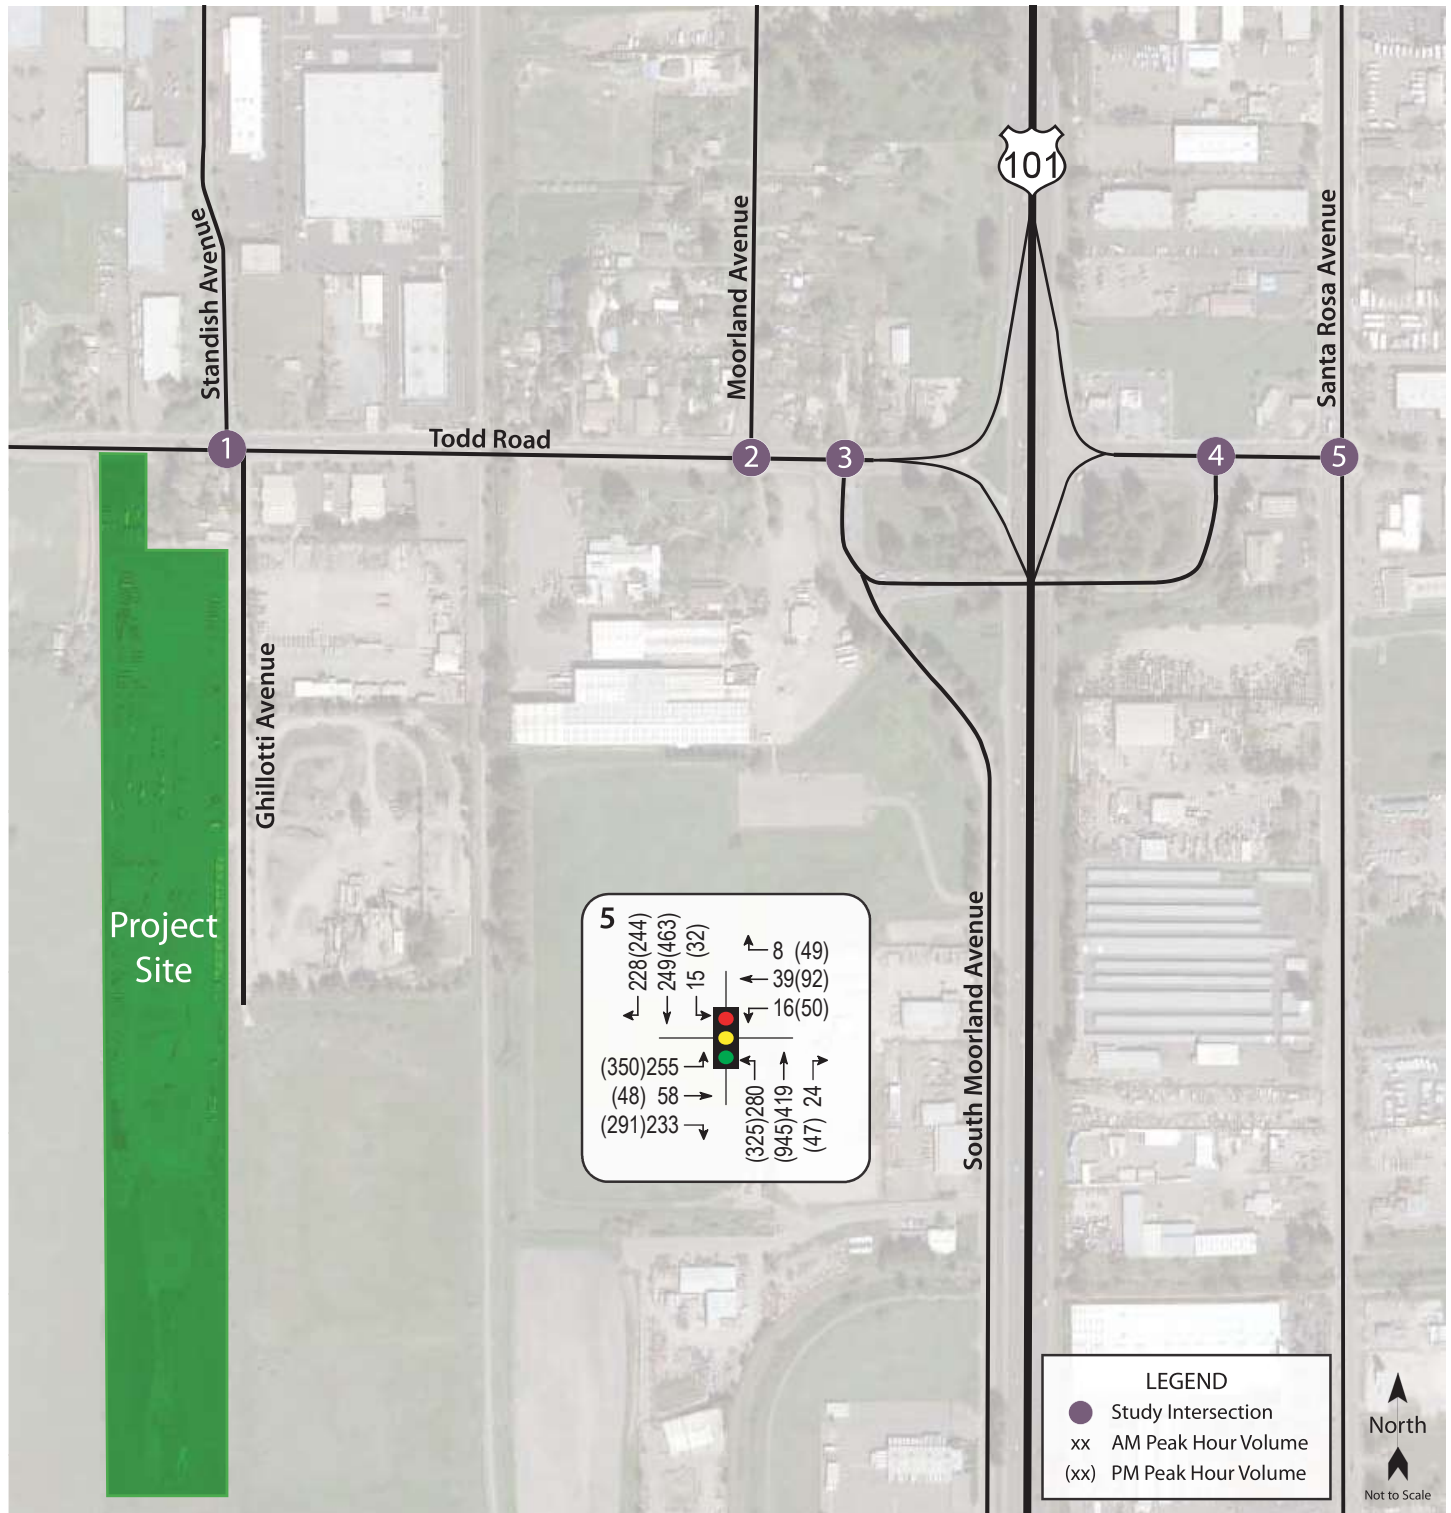 101
Standish Avenue
Moorland Avenue
Santa Rosa Avenue
Todd Road
1
2
3
4
5
Ghillotti Avenue
South Moorland Avenue
Project
Site
5
228(244)
249(463)
15 (32)
8 (49)
39(92)
16(50)
(350)255
(48) 58
(291)233
(325)280
(945)419
(47) 24
LEGEND
Study Intersection
xx AM Peak Hour Volume
(xx) PM Peak Hour Volume
North
Not to Scale